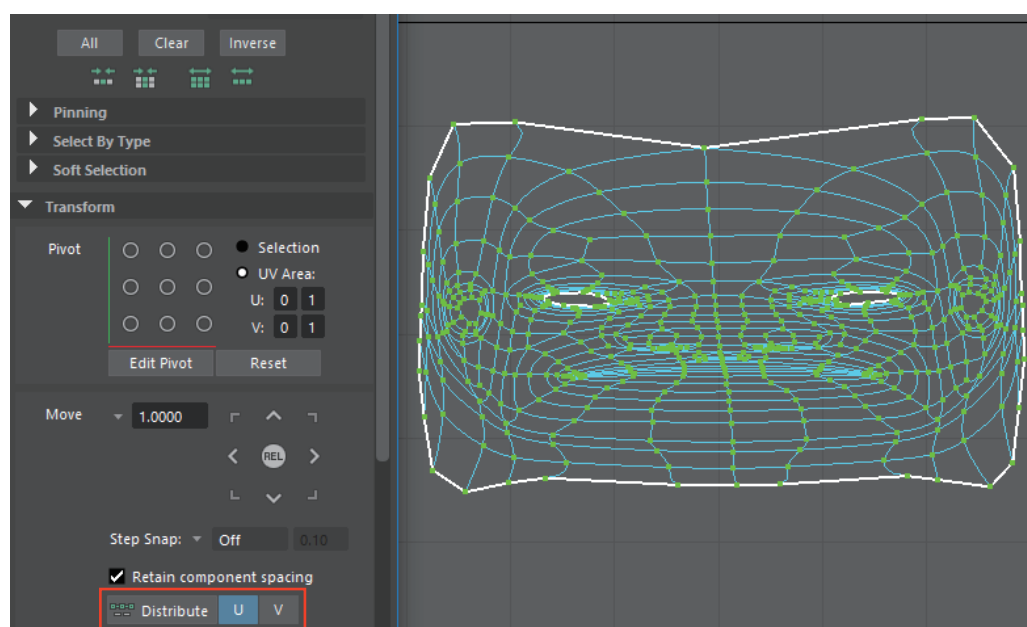 All Clear Inverse
Pinning
Select By Type
Soft Selection
Transform
Pivot
Selection
UV Area:
U: 0 1
V: 0 1
Edit Pivot Reset
Move 1.0000
REL
Step Snap: Off 0.10
Retain component spacing
Distribute U V